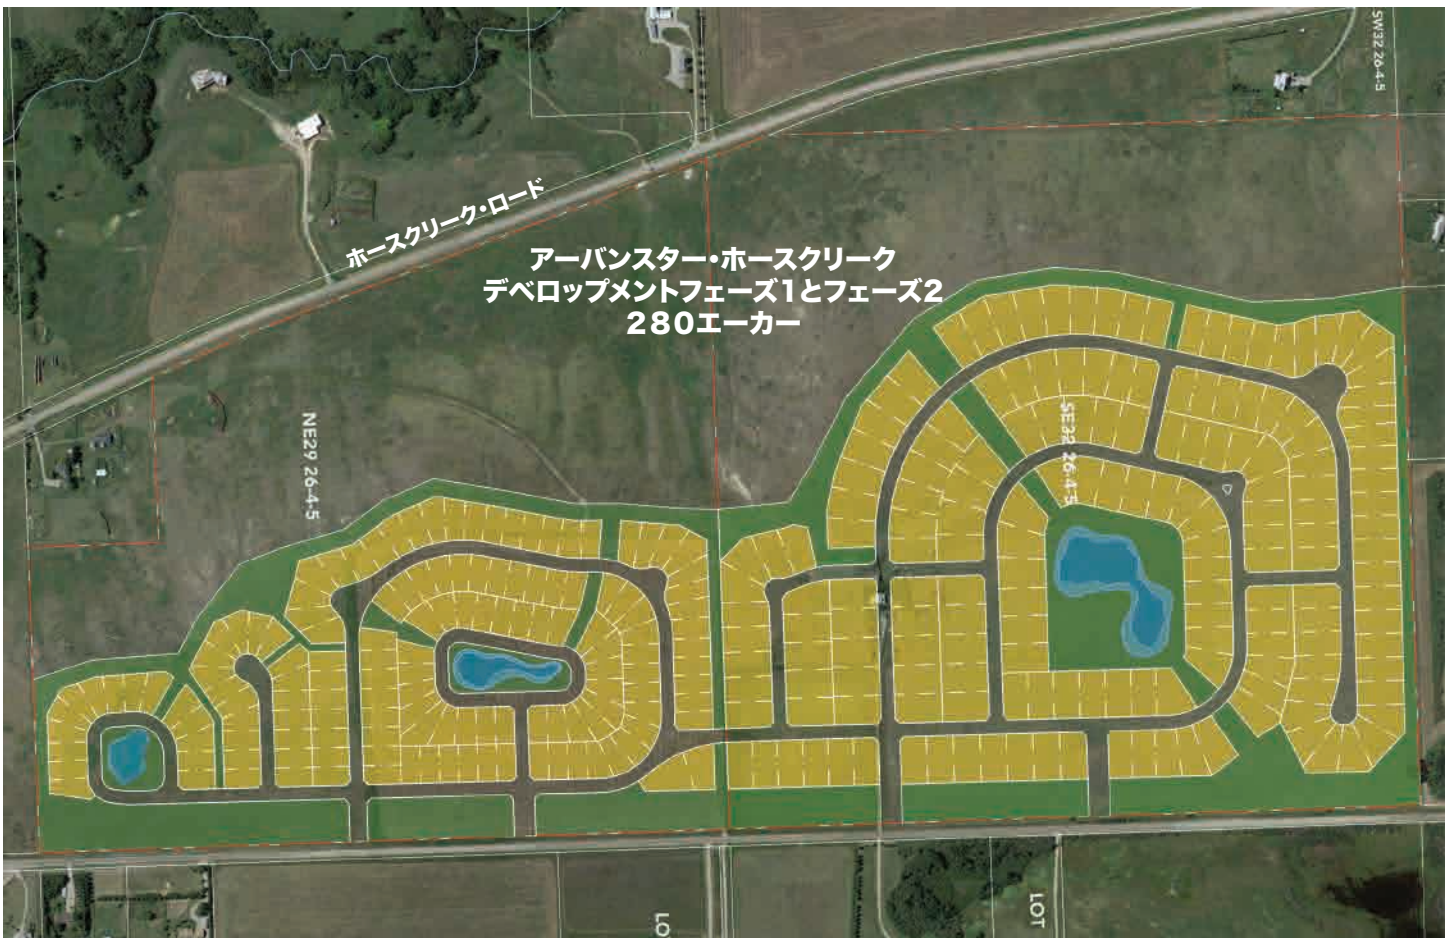 SW32 26-4-5
ホースクリーク・ロード
アーバンスター・ホースクリーク
デベロップメントフェーズ1とフェーズ2
280エーカー
NE29 26-4-5
SE32 26-4-5
LO
LOT